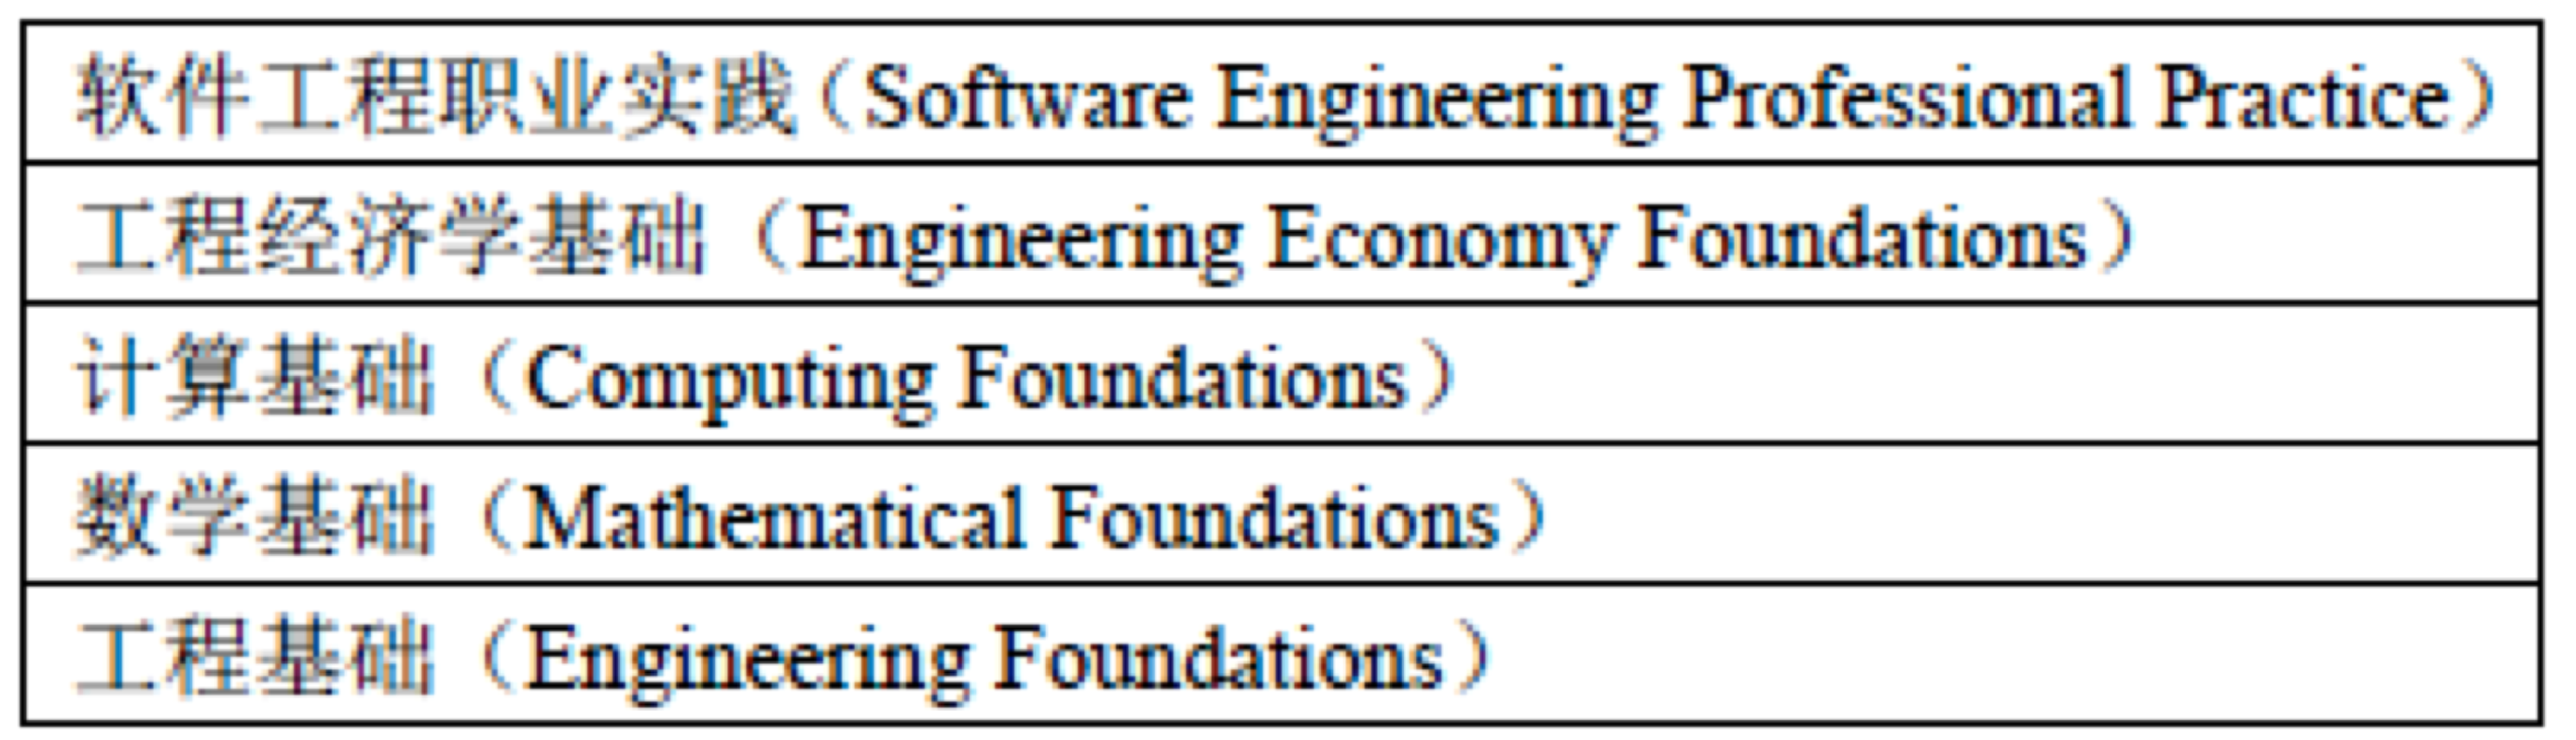 软件工程职业实践（Software Engineering Professional Practice）
工程经济学基础（Engineering Economy Foundations）
计算基础（Computing Foundations）
数学基础（Mathematical Foundations）
工程基础（Engineering Foundations）